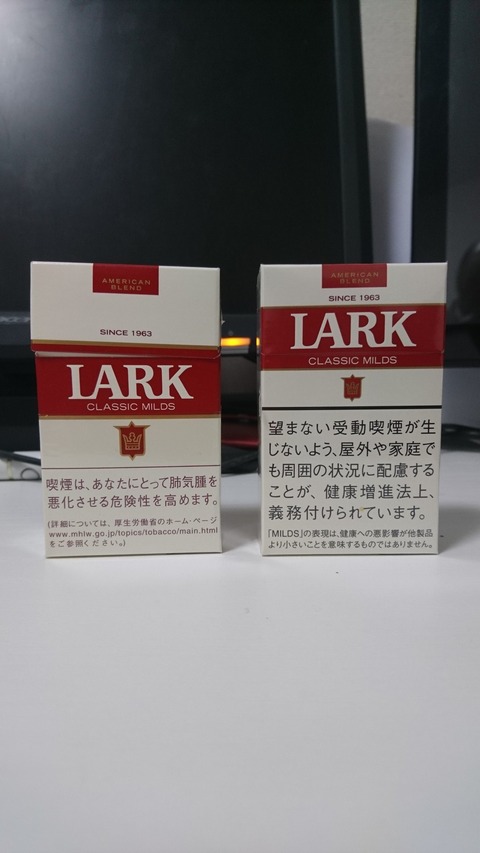 AMERICAN
BLEND
SINCE 1963
LARK
CLASSIC MILDS
喫煙は、あなたにとって肺気腫を
悪化させる危険性を高めます。
(詳細については、厚生労働省のホーム・ページ
www.mhlw.go.jp/topics/tobacco/main.html
をご参照ください。)
AMERICAN
BLEND
SINCE 1963
LARK
CLASSIC MILDS
望まない受動喫煙が生
じないよう、屋外や家庭で
も周囲の状況に配慮する
ことが、健康増進法上、
義務付けられています。
「MILDS」の表現は、健康への悪影響が他製品
より小さいことを意味するものではありません。